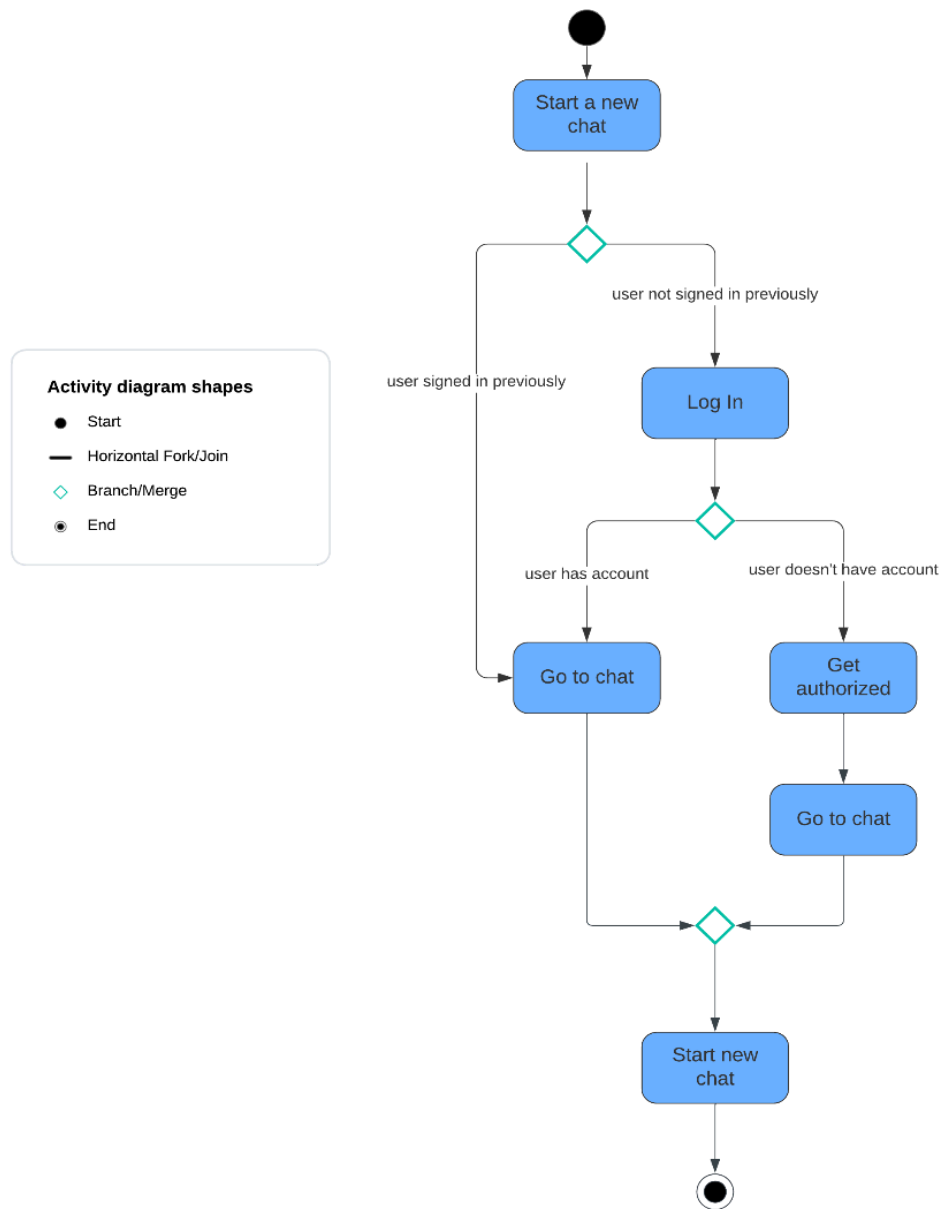 Start a new
chat
user not signed in previously
user signed in previously
Activity diagram shapes
Start
Horizontal Fork/Join
Branch/Merge
End
Log In
user has account
user doesn't have account
Go to chat
Get
authorized
Go to chat
Start new
chat